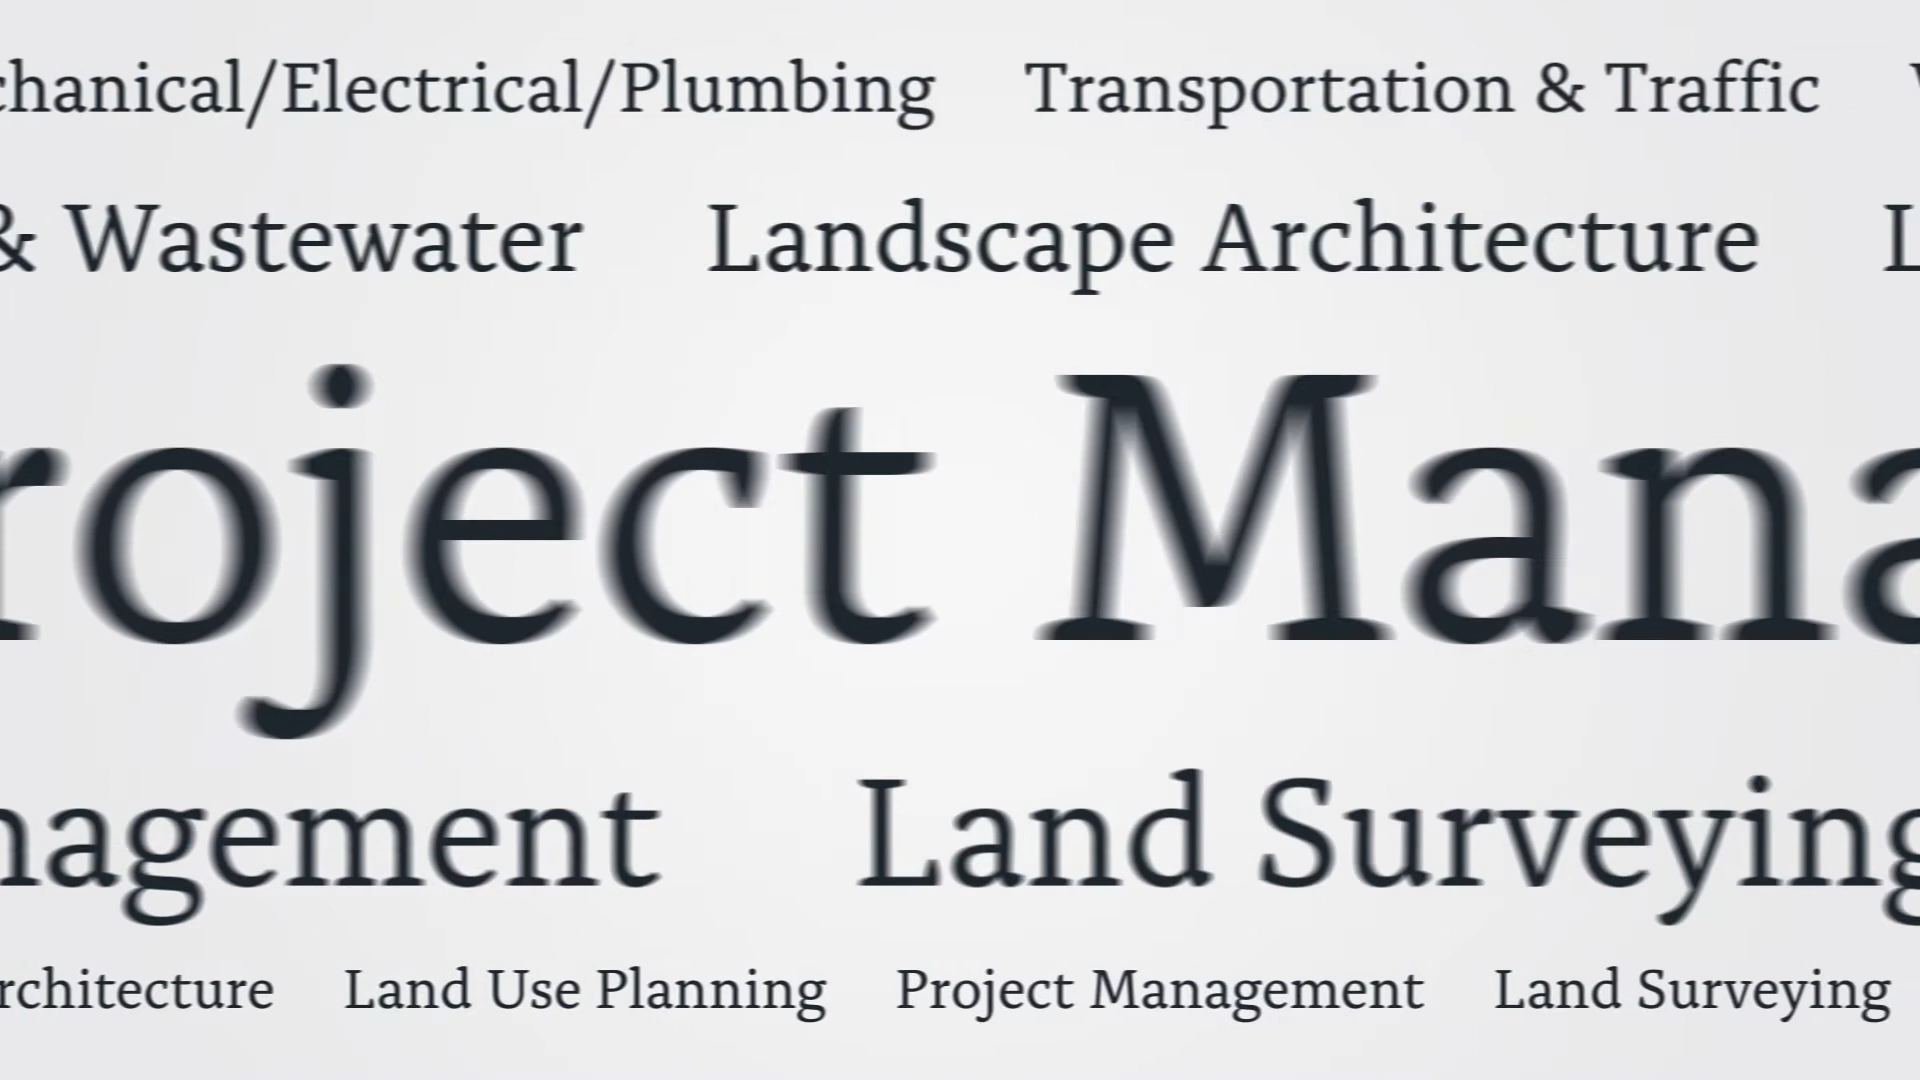 chanical/Electrical/Plumbing Transportation & Traffic
& Wastewater Landscape Architecture L
roject Mana
nagement Land Surveying
rchitecture Land Use Planning Project Management Land Surveying